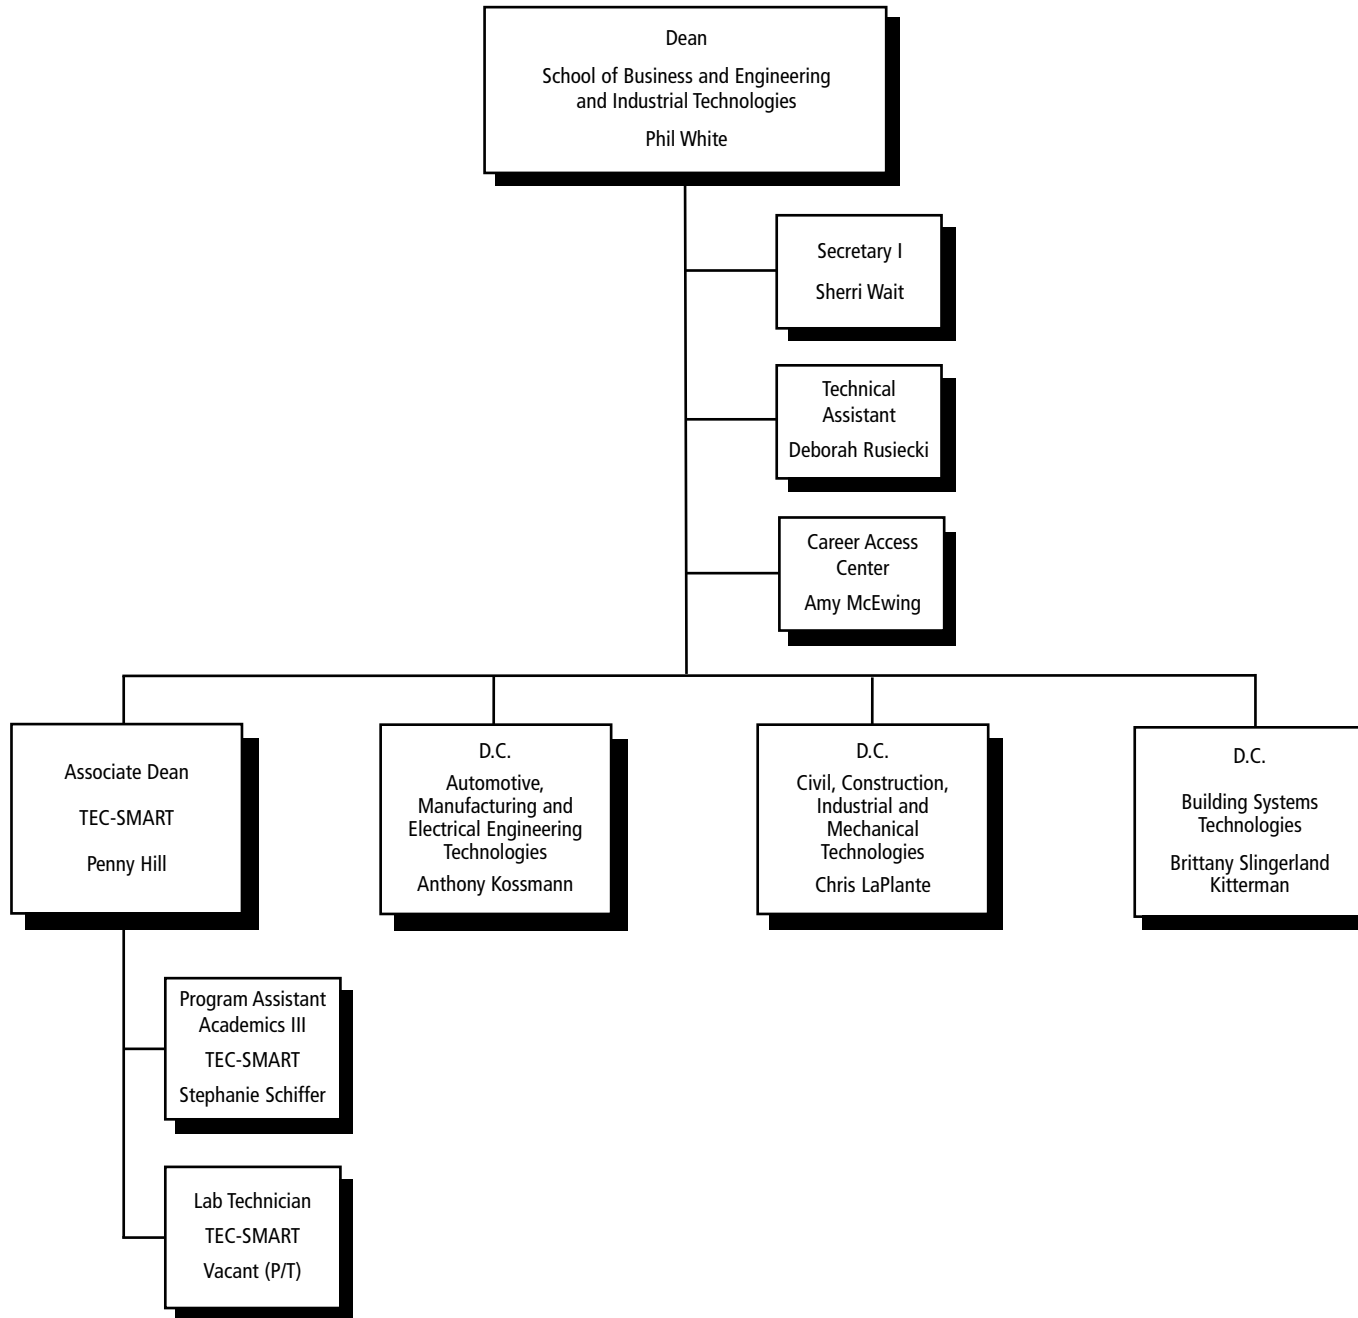 Dean
School of Business and Engineering
and Industrial Technologies
Phil White
Secretary I
Sherri Wait
Technical
Assistant
Deborah Rusiecki
Career Access
Center
Amy McEwing
Associate Dean
TEC-SMART
Penny Hill
D.C.
Automotive,
Manufacturing and
Electrical Engineering
Technologies
Anthony Kossmann
D.C.
Civil, Construction,
Industrial and
Mechanical
Technologies
Chris LaPlante
D.C.
Building Systems
Technologies
Brittany Slingerland
Kitterman
Program Assistant
Academics III
TEC-SMART
Stephanie Schiffer
Lab Technician
TEC-SMART
Vacant (P/T)